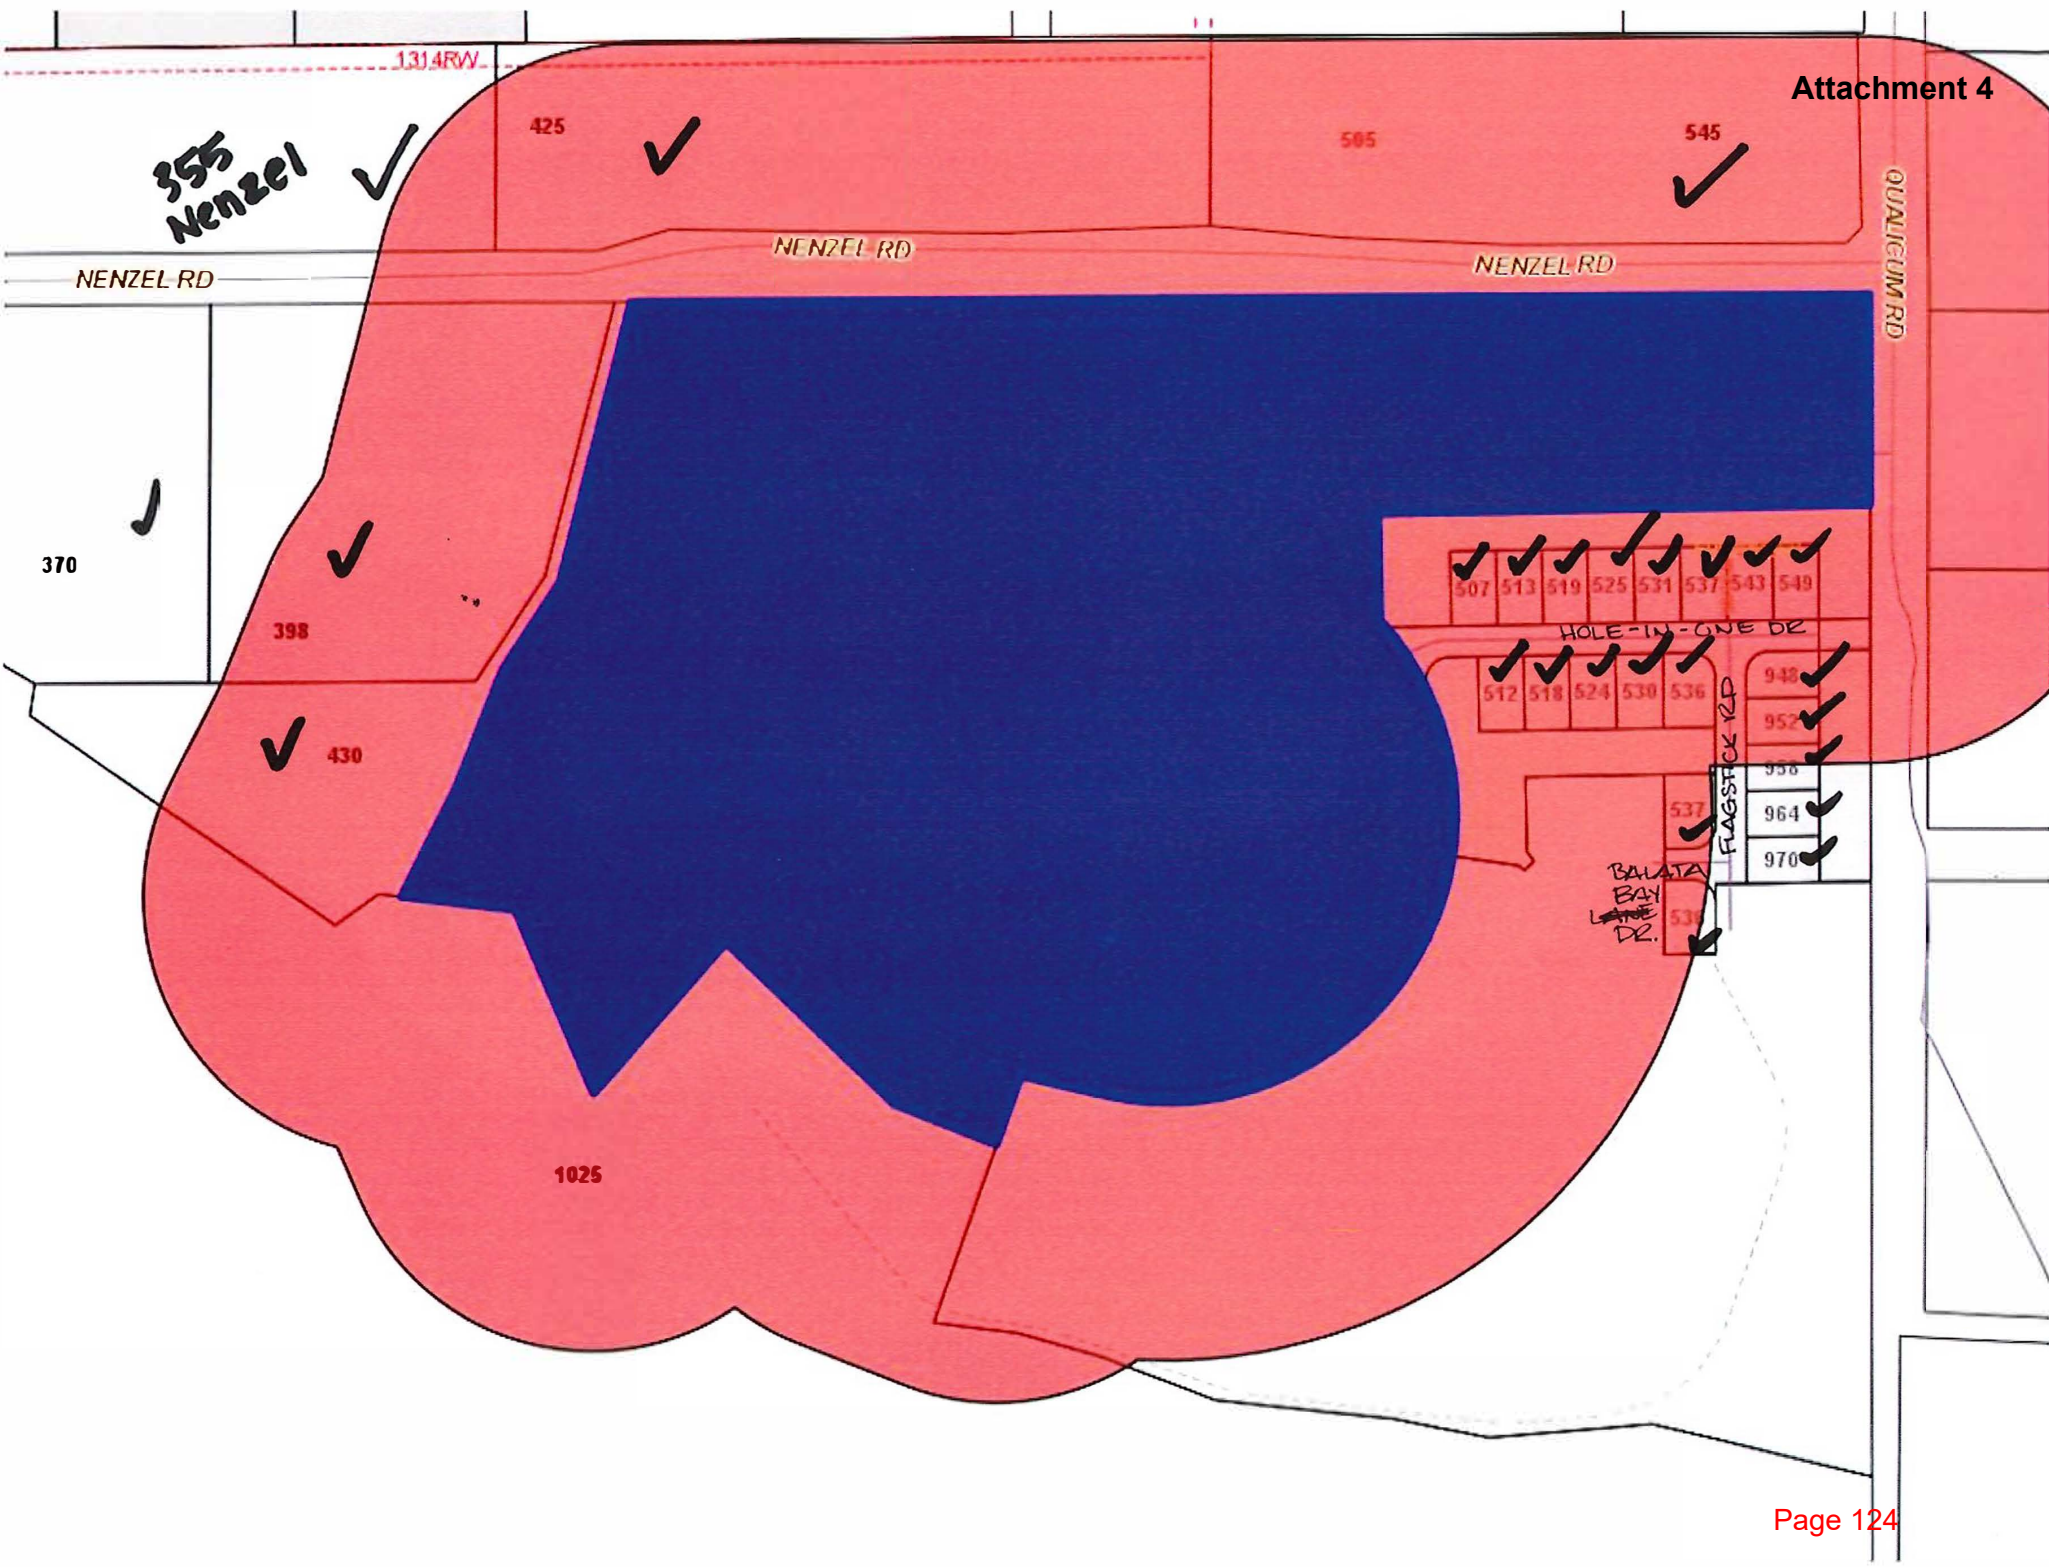 1314RW
Attachment 4
425
505
545
355
Nenzel
QUALICUM RD
NENZEL RD
NENZEL RD
NENZEL RD
370
398
430
507 513 519 525 531 537 543 549
HOLE-IN-ONE DR
512 518 524 530 536
948
952
958
964
970
FLAGSTICK RD
537
BALATA
BAY
LANE
DR.
1025
Page 124